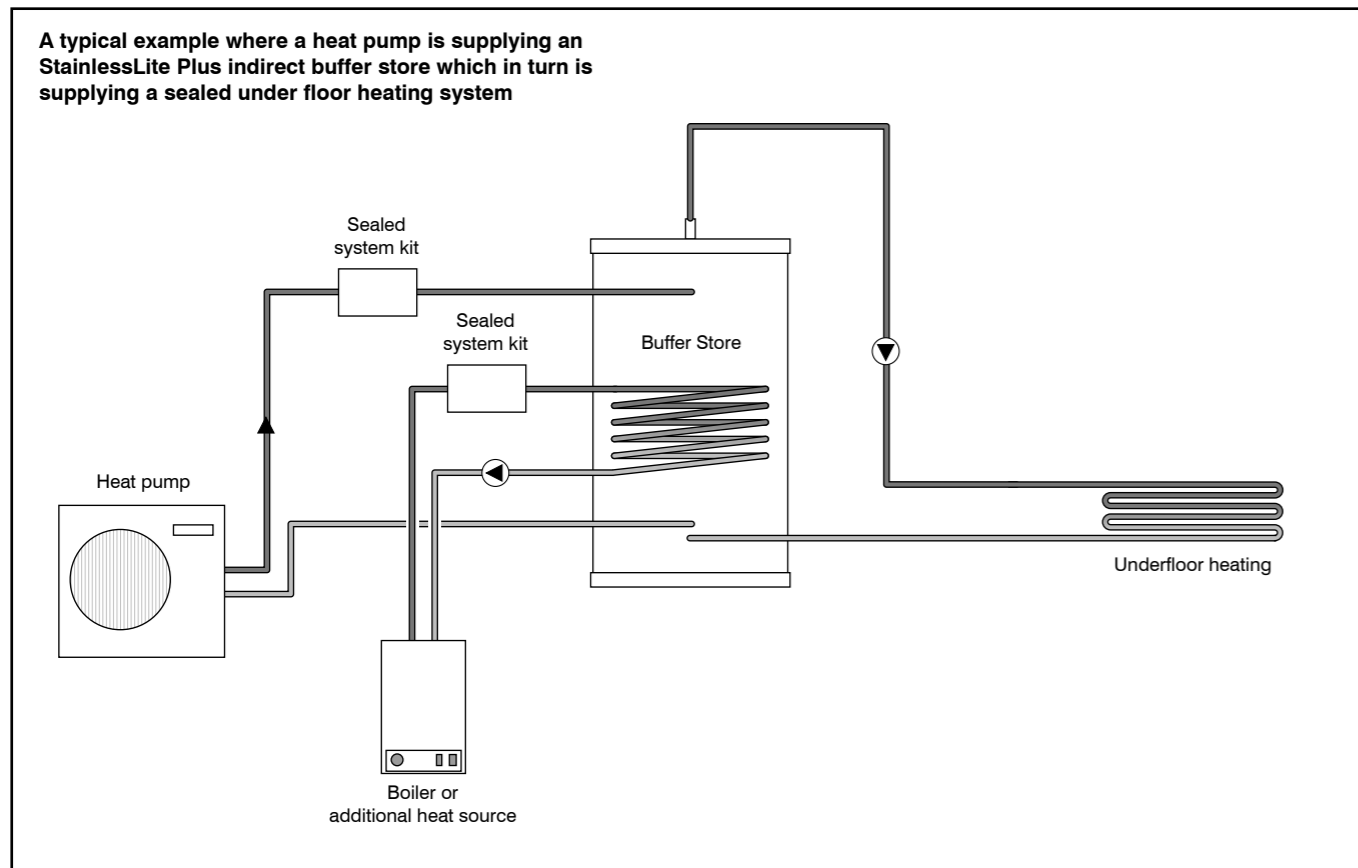 A typical example where a heat pump is supplying an
StainlessLite Plus indirect buffer store which in turn is
supplying a sealed under floor heating system
Sealed
system kit
Sealed
system kit
Buffer Store
Heat pump
Underfloor heating
Boiler or
additional heat source